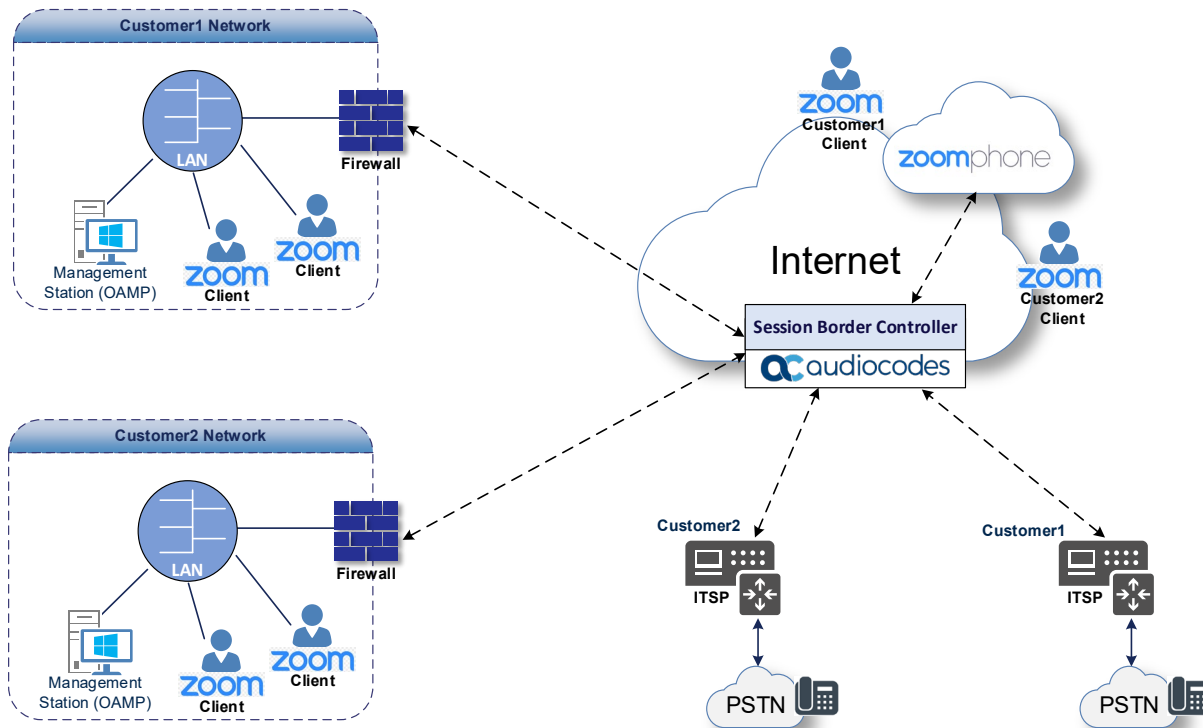 Customer1 Network
LAN
Firewall
Management
Station (OAMP)
zoom
Client
zoom
Client
zoom
Customer1
Client
zoomphone
Internet
zoom
Customer2
Client
Session Border Controller
audiocodes
Customer2 Network
LAN
Firewall
Management
Station (OAMP)
zoom
Client
zoom
Client
Customer2
ITSP
PSTN
Customer1
ITSP
PSTN